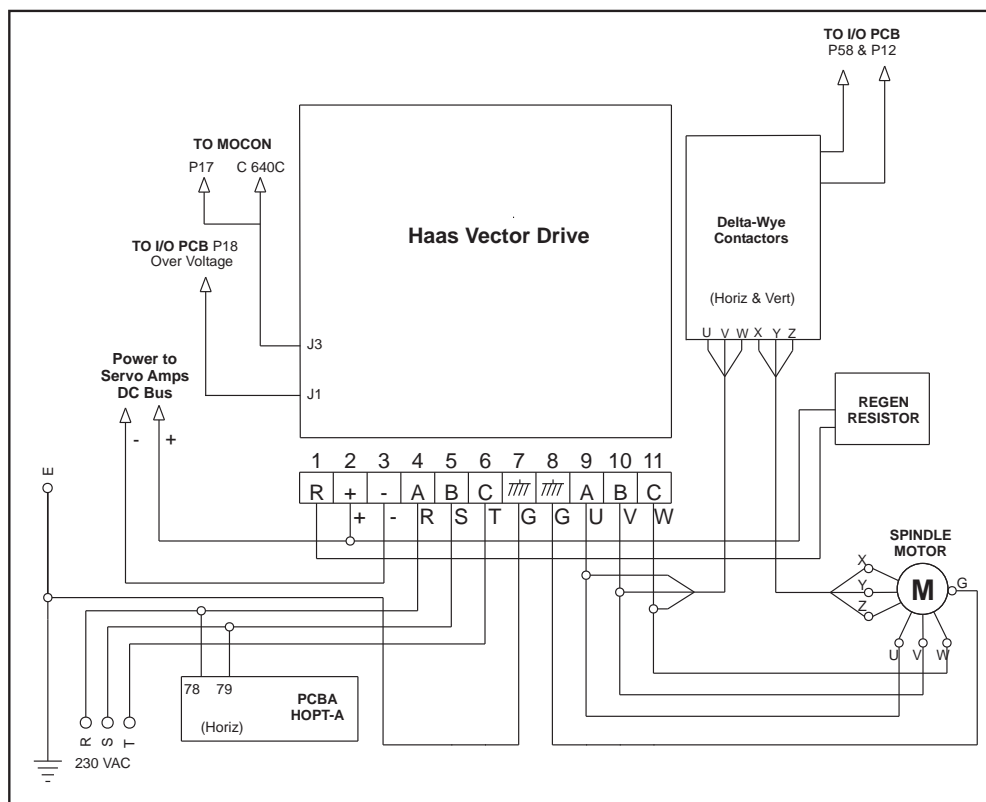 TO I/O PCB
P58 & P12
TO MOCON
P17 C 640C
Haas Vector Drive
Delta-Wye
Contactors
(Horiz & Vert)
U V W X Y Z
TO I/O PCB P18
Over Voltage
J3
J1
Power to
Servo Amps
DC Bus
- +
REGEN
RESISTOR
E
1 2 3 4 5 6 7 8 9 10 11
R + - A B C A B C
+ - R S T G G U V W
SPINDLE
MOTOR
X
Y
Z
M
G
U V W
78 79
PCBA
HOPT-A
(Horiz)
R S T
230 VAC